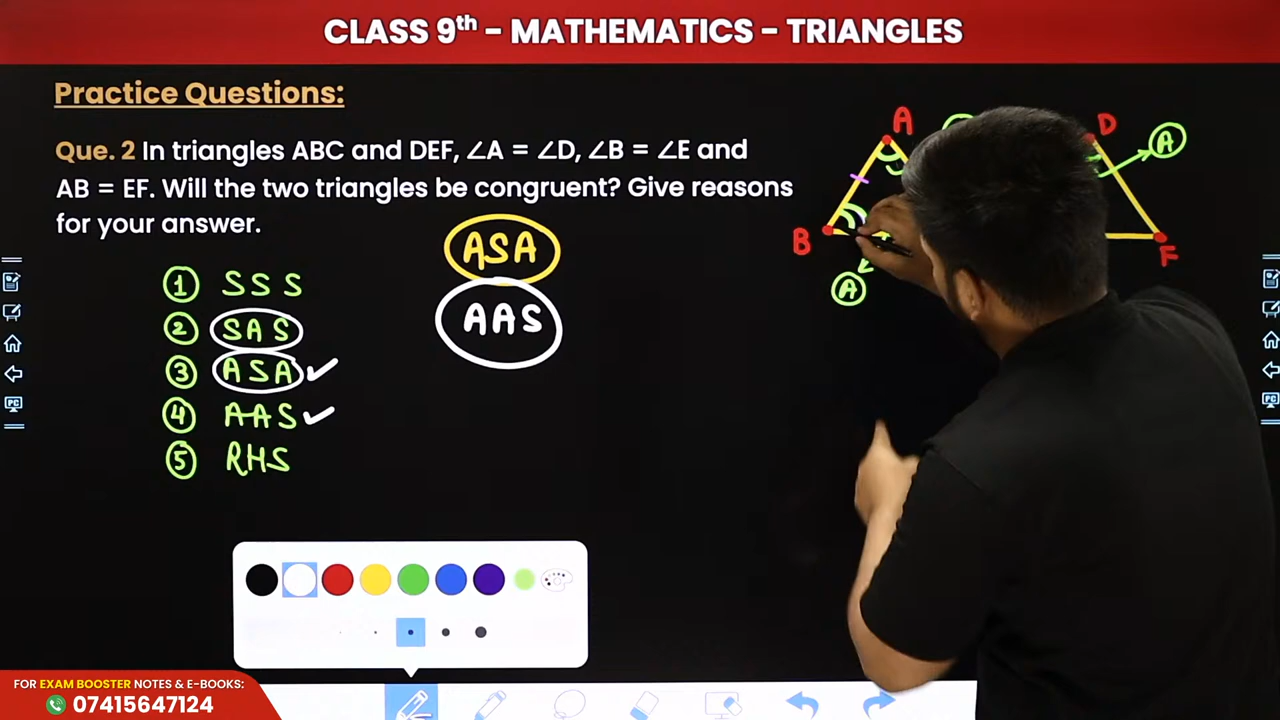 CLASS 9th - MATHEMATICS - TRIANGLES
Practice Questions:
Que. 2 In triangles ABC and DEF, ∠A = ∠D, ∠B = ∠E and
AB = EF. Will the two triangles be congruent? Give reasons
for your answer.
1 SSS
2 SAS
3 ASA ✓
4 AAS ✓
5 RHS
ASA
AAS
A
B
A
D
A
F
PC
PC
FOR EXAM BOOSTER NOTES & E-BOOKS:
07415647124